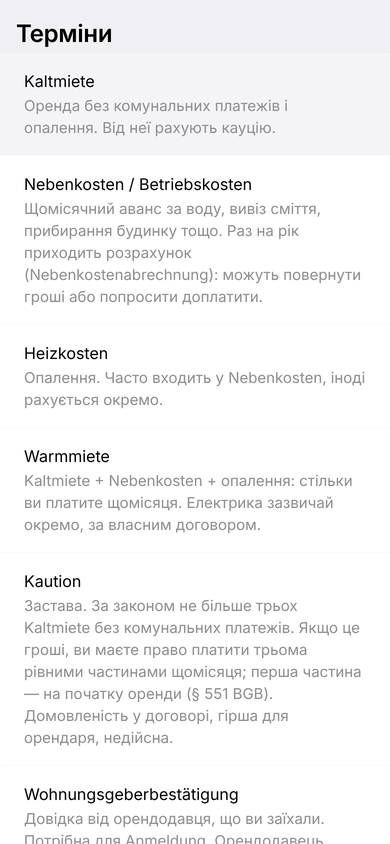 Терміни
Kaltmiete
Оренда без комунальних платежів і
опалення. Від неї рахують кауцію.
Nebenkosten / Betriebskosten
Щомісячний аванс за воду, вивіз сміття,
прибирання будинку тощо. Раз на рік
приходить розрахунок
(Nebenkostenabrechnung): можуть повернути
гроші або попросити доплатити.
Heizkosten
Опалення. Часто входить у Nebenkosten, іноді
рахується окремо.
Warmmiete
Kaltmiete + Nebenkosten + опалення: стільки
ви платите щомісяця. Електрика зазвичай
окремо, за власним договором.
Kaution
Застава. За законом не більше трьох
Kaltmiete без комунальних платежів. Якщо це
гроші, ви маєте право платити трьома
рівними частинами щомісяця; перша частина
— на початку оренди (§ 551 BGB).
Домовленість у договорі, гірша для
орендаря, недійсна.
Wohnungsgeberbestätigung
Довідка від орендодавця, що ви заїхали.
Потрібна для Anmeldung. Орендодавець